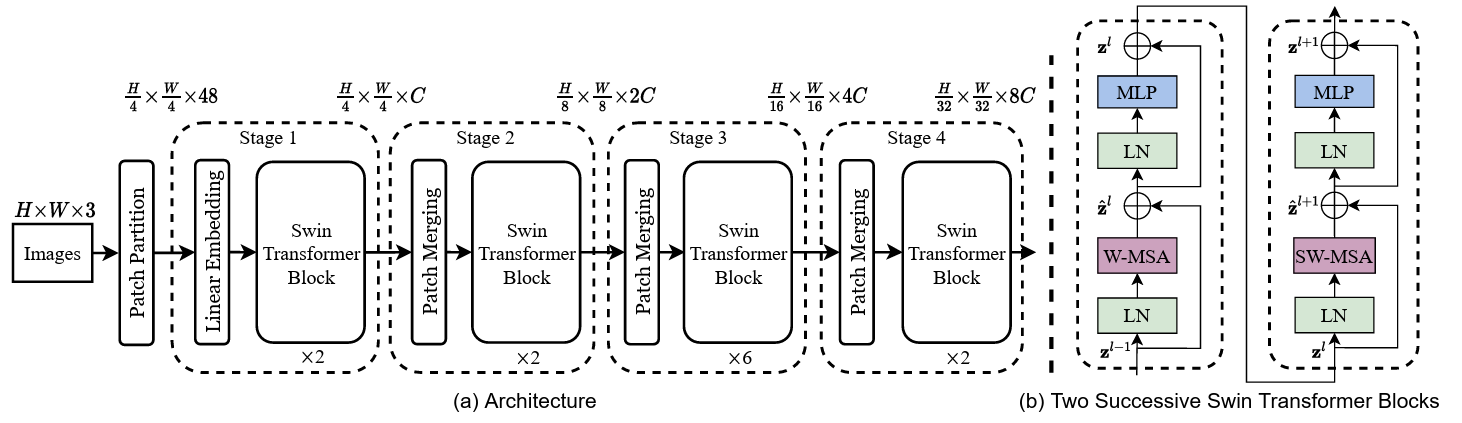 H/4 × W/4 × 48
H/4 × W/4 × C
H/8 × W/8 × 2C
H/16 × W/16 × 4C
H/32 × W/32 × 8C
Stage 1
Stage 2
Stage 3
Stage 4
H×W×3
Images
Patch Partition
Linear Embedding
Swin
Transformer
Block
×2
Patch Merging
Swin
Transformer
Block
×2
Patch Merging
Swin
Transformer
Block
×6
Patch Merging
Swin
Transformer
Block
×2
(a) Architecture
z^l
MLP
LN
ẑ^l
W-MSA
LN
z^{l−1}
z^{l+1}
MLP
LN
ẑ^{l+1}
SW-MSA
LN
z^l
(b) Two Successive Swin Transformer Blocks